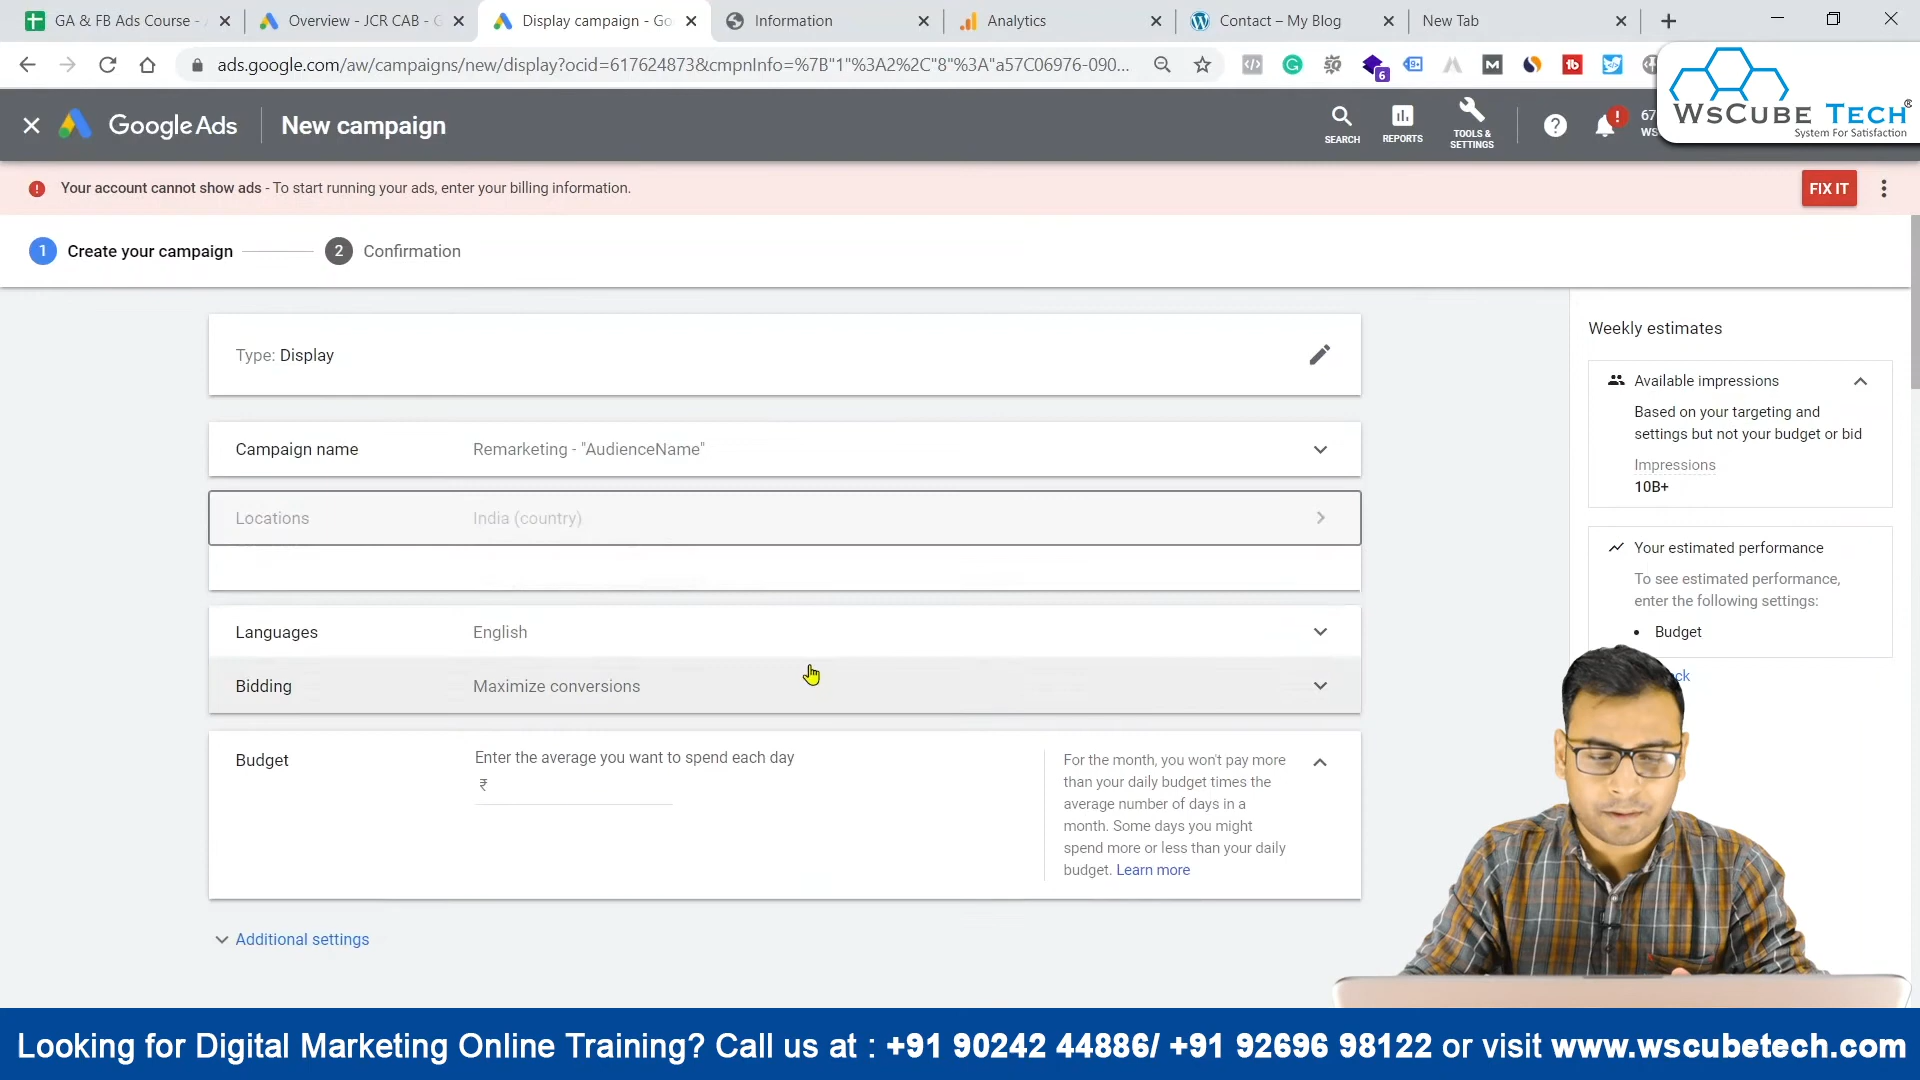 GA & FB Ads Course -
Overview - JCR CAB - G
Display campaign - Go
Information
Analytics
Contact – My Blog
New Tab
ads.google.com/aw/campaigns/new/display?ocid=617624873&cmpnInfo=%7B"1"%3A2%2C"8"%3A"a57C06976-090...
6
Google Ads
New campaign
SEARCH
REPORTS
TOOLS &
SETTINGS
67
WS
WsCube Tech®
System For Satisfaction
Your account cannot show ads - To start running your ads, enter your billing information.
FIX IT
1 Create your campaign
2 Confirmation
Type: Display
Campaign name Remarketing - "AudienceName"
Locations India (country)
Languages English
Bidding Maximize conversions
Budget
Enter the average you want to spend each day
₹
For the month, you won't pay more
than your daily budget times the
average number of days in a
month. Some days you might
spend more or less than your daily
budget. Learn more
Additional settings
Weekly estimates
Available impressions
Based on your targeting and
settings but not your budget or bid
Impressions
10B+
Your estimated performance
To see estimated performance,
enter the following settings:
• Budget
ck
Looking for Digital Marketing Online Training? Call us at : +91 90242 44886/ +91 92696 98122 or visit www.wscubetech.com